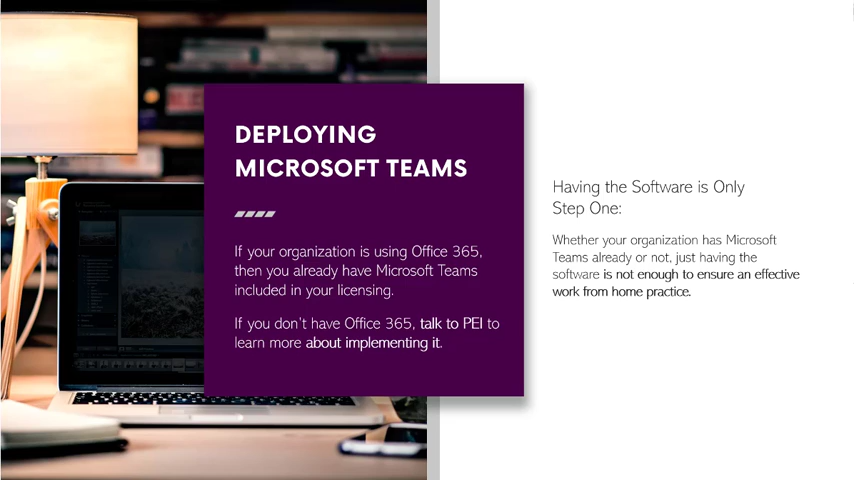 DEPLOYING
MICROSOFT TEAMS
If your organization is using Office 365,
then you already have Microsoft Teams
included in your licensing.
If you don't have Office 365, talk to PEI to
learn more about implementing it.
Having the Software is Only
Step One:
Whether your organization has Microsoft
Teams already or not, just having the
software is not enough to ensure an effective
work from home practice.